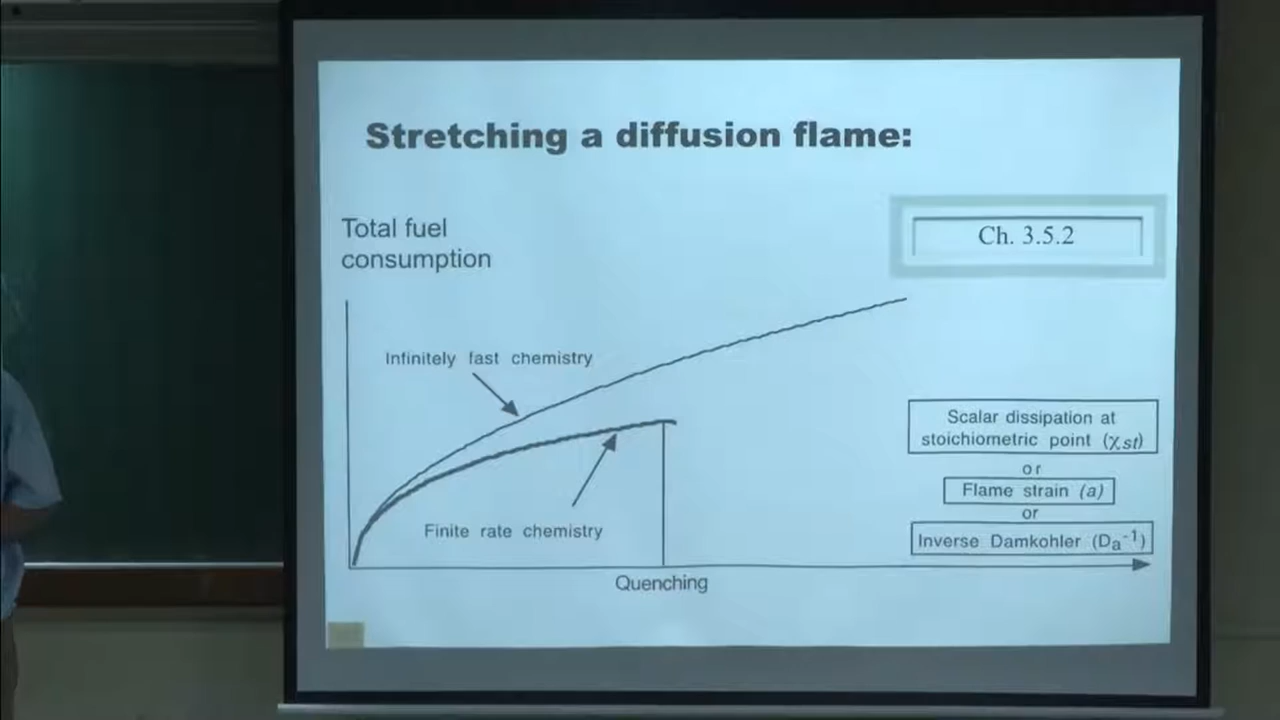 Stretching a diffusion flame:
Total fuel
consumption
Ch. 3.5.2
Infinitely fast chemistry
Finite rate chemistry
Scalar dissipation at
stoichiometric point (χst)
or
Flame strain (a)
or
Inverse Damkohler (Da⁻¹)
Quenching